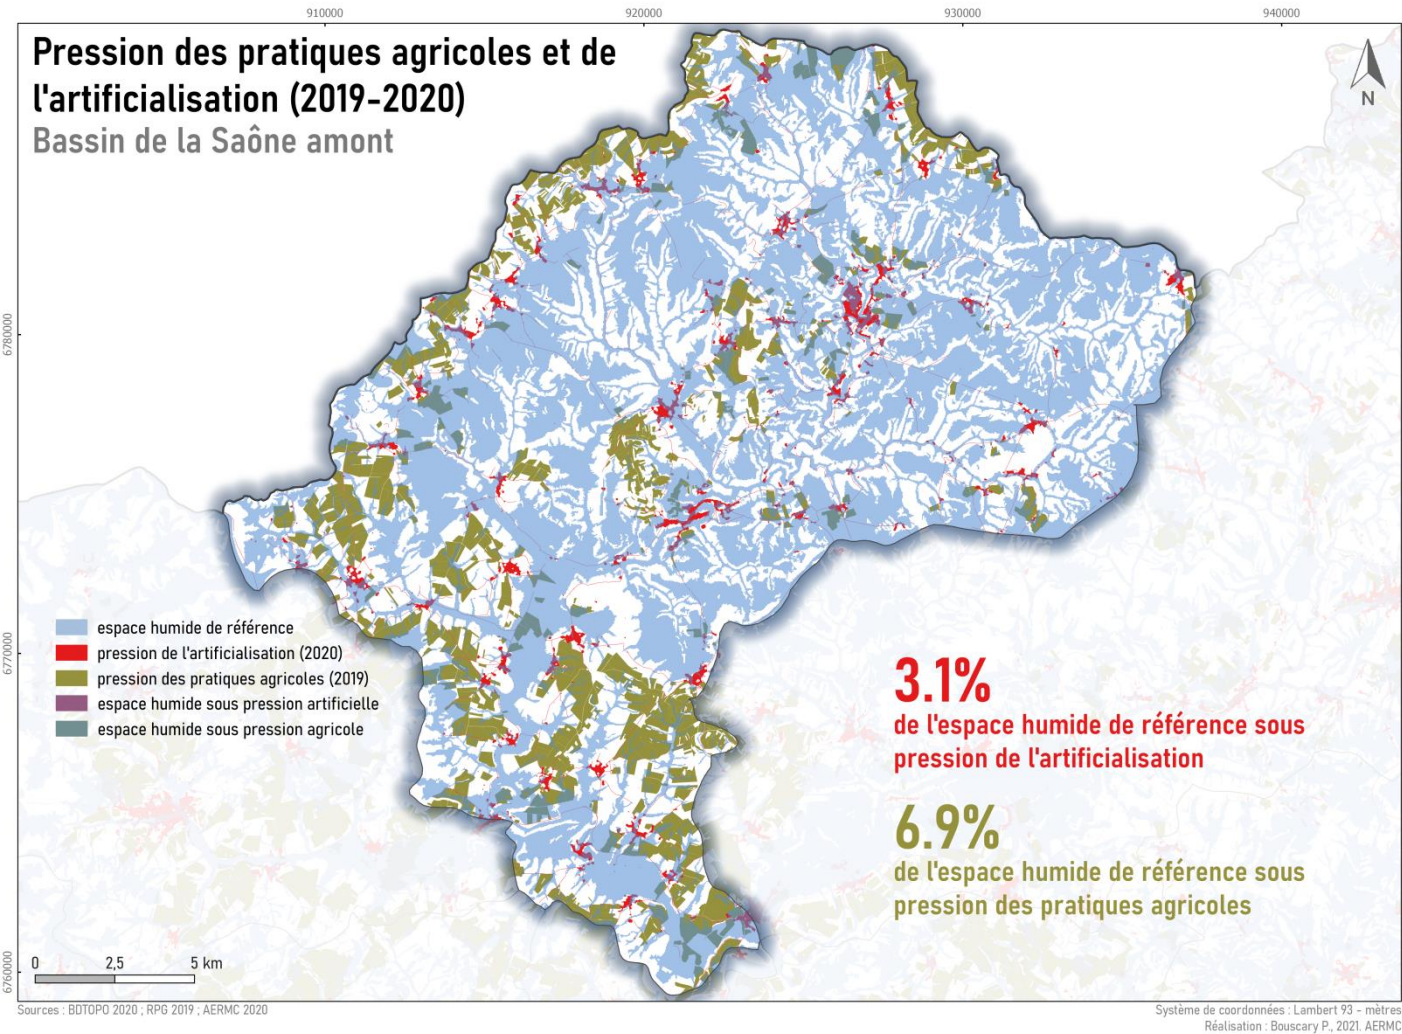 910000
920000
930000
940000
Pression des pratiques agricoles et de
l'artificialisation (2019-2020)
Bassin de la Saône amont
N
6780000
6770000
6760000
espace humide de référence
pression de l'artificialisation (2020)
pression des pratiques agricoles (2019)
espace humide sous pression artificielle
espace humide sous pression agricole
3.1%
de l'espace humide de référence sous
pression de l'artificialisation
6.9%
de l'espace humide de référence sous
pression des pratiques agricoles
0 2,5 5 km
Sources : BDTOPO 2020 ; RPG 2019 ; AERMC 2020
Système de coordonnées : Lambert 93 - mètres
Réalisation : Bouscary P., 2021. AERMC